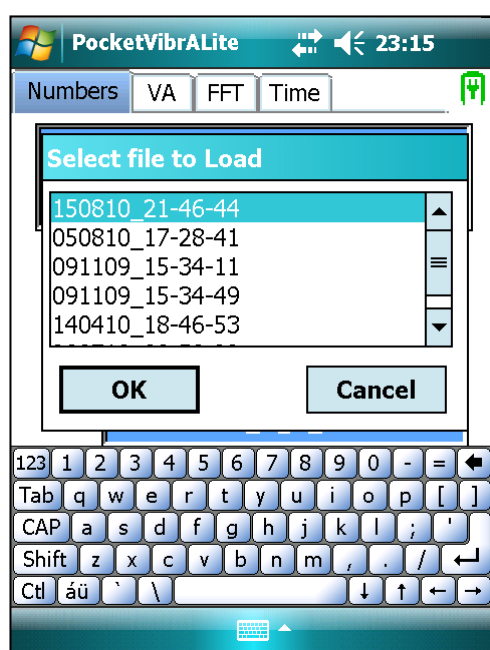 PocketVibrALite 23:15
Numbers VA FFT Time
Select file to Load
150810_21-46-44
050810_17-28-41
091109_15-34-11
091109_15-34-49
140410_18-46-53
OK Cancel
123 1 2 3 4 5 6 7 8 9 0 - =
Tab q w e r t y u i o p [ ]
CAP a s d f g h j k l ; '
Shift z x c v b n m , . /
Ctl áü ` \